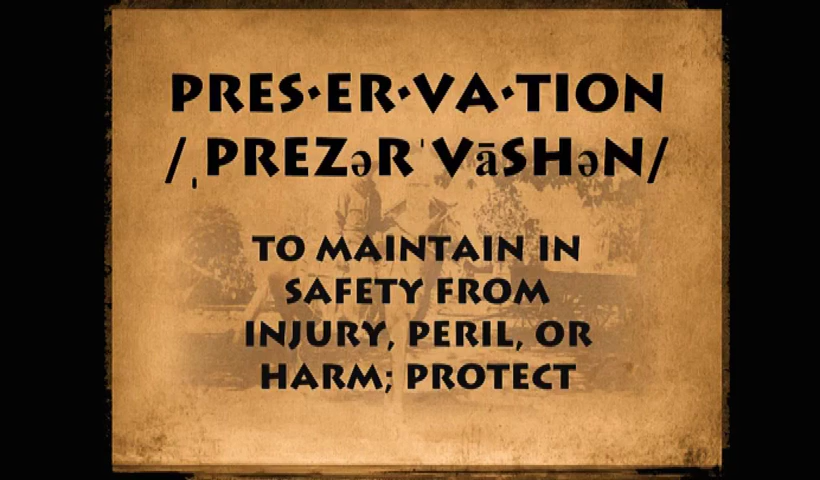 PRES·ER·VA·TION
/ˌPREZərˈVāSHən/
TO MAINTAIN IN
SAFETY FROM
INJURY, PERIL, OR
HARM; PROTECT